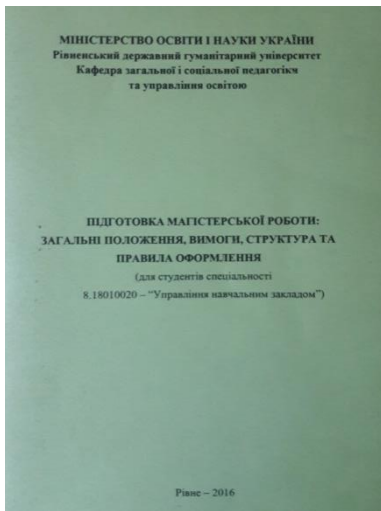 МІНІСТЕРСТВО ОСВІТИ І НАУКИ УКРАЇНИ
Рівненський державний гуманітарний університет
Кафедра загальної і соціальної педагогікч
та управління освітою
ПІДГОТОВКА МАГІСТЕРСЬКОЇ РОБОТИ:
ЗАГАЛЬНІ ПОЛОЖЕННЯ, ВИМОГИ, СТРУКТУРА ТА
ПРАВИЛА ОФОРМЛЕННЯ
(для студентів спеціальності
8.18010020 – “Управління навчальним закладом”)
Рівне – 2016